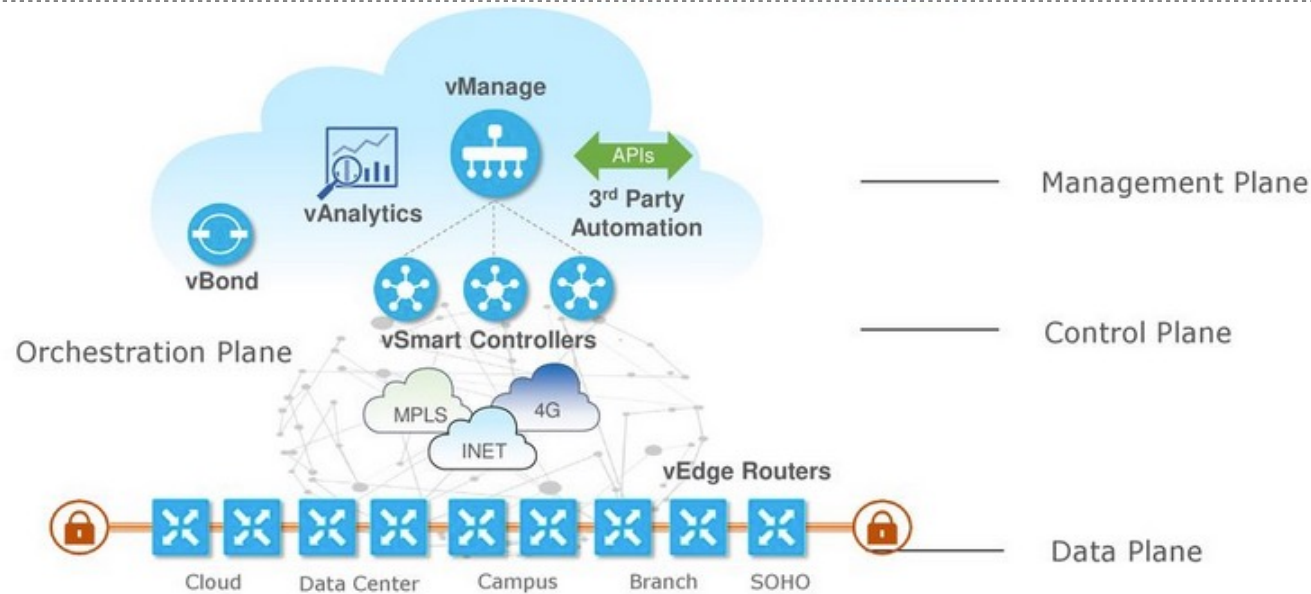 vManage
APIs
vAnalytics
3rd Party
Automation
Management Plane
vBond
vSmart Controllers
Control Plane
Orchestration Plane
MPLS
4G
INET
vEdge Routers
Data Plane
Cloud
Data Center
Campus
Branch
SOHO